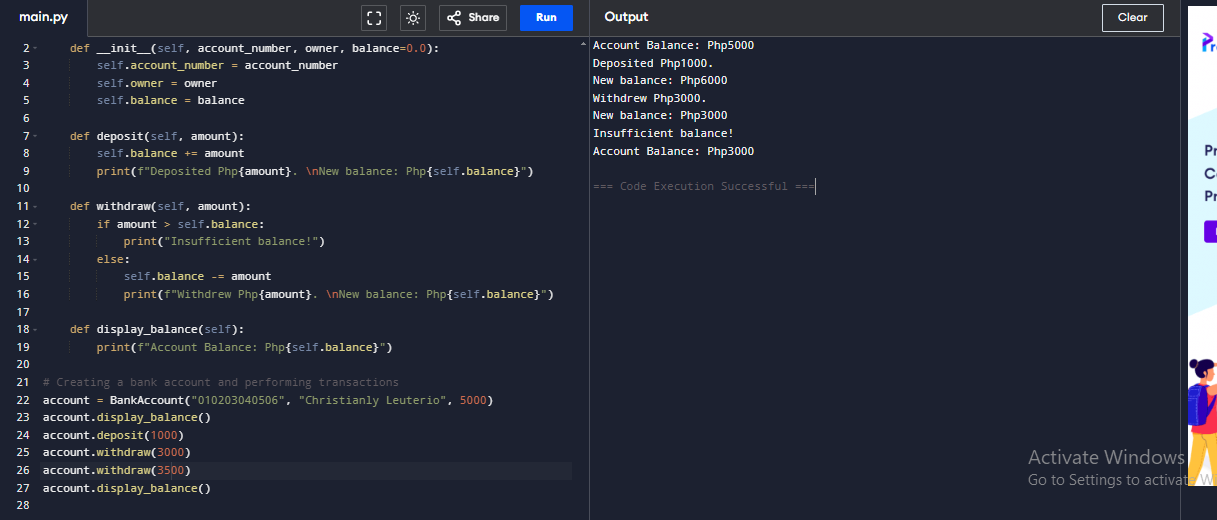 main.py
Share
Run
Output
Clear
2    def __init__(self, account_number, owner, balance=0.0):
3        self.account_number = account_number
4        self.owner = owner
5        self.balance = balance
6
7    def deposit(self, amount):
8        self.balance += amount
9        print(f"Deposited Php{amount}. \nNew balance: Php{self.balance}")
10
11    def withdraw(self, amount):
12        if amount > self.balance:
13            print("Insufficient balance!")
14        else:
15            self.balance -= amount
16            print(f"Withdrew Php{amount}. \nNew balance: Php{self.balance}")
17
18    def display_balance(self):
19        print(f"Account Balance: Php{self.balance}")
20
21 # Creating a bank account and performing transactions
22 account = BankAccount("010203040506", "Christianly Leuterio", 5000)
23 account.display_balance()
24 account.deposit(1000)
25 account.withdraw(3000)
26 account.withdraw(3500)
27 account.display_balance()
28
Account Balance: Php5000
Deposited Php1000.
New balance: Php6000
Withdrew Php3000.
New balance: Php3000
Insufficient balance!
Account Balance: Php3000
=== Code Execution Successful ===
Activate Windows
Go to Settings to activate W